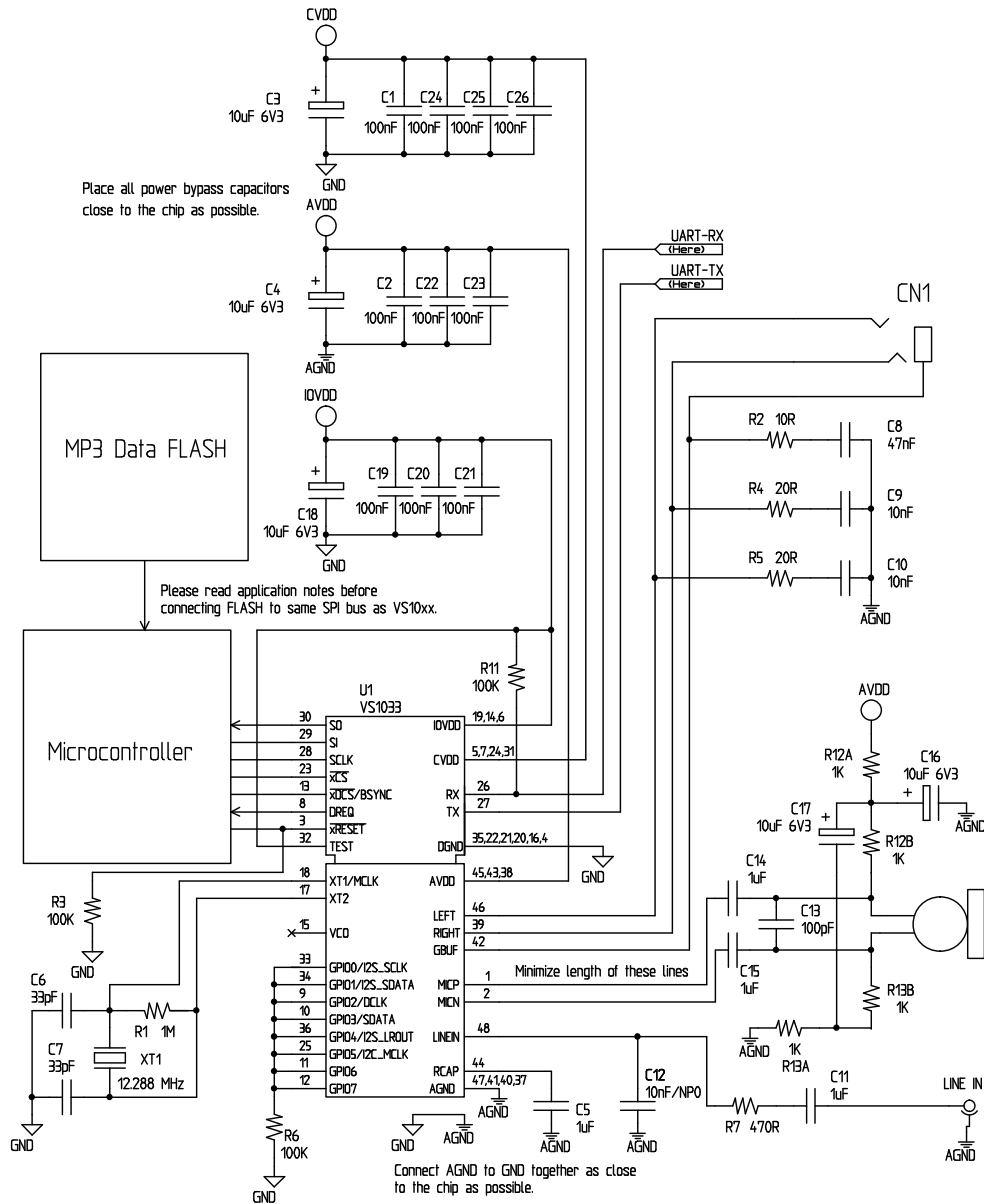 CVDD
C3
10uF 6V3
+
C1
100nF
C24
100nF
C25
100nF
C26
100nF
GND
Place all power bypass capacitors
close to the chip as possible.
AVDD
C4
10uF 6V3
+
C2
100nF
C22
100nF
C23
100nF
AGND
UART-RX
(Here)
UART-TX
(Here)
CN1
IOVDD
+
C18
10uF 6V3
C19
100nF
C20
100nF
C21
100nF
GND
MP3 Data FLASH
R2 10R
C8
47nF
R4 20R
C9
10nF
R5 20R
C10
10nF
AGND
Please read application notes before
connecting FLASH to same SPI bus as VS10xx.
Microcontroller
R11
100K
U1
VS1033
30 SO
29 SI
28 SCLK
23 xCS
13 xDCS/BSYNC
8 DREQ
3 xRESET
32 TEST
IOVDD 19,14,6
CVDD 5,7,24,31
RX 26
TX 27
DGND 35,22,21,20,16,4
GND
18 XT1/MCLK
17 XT2
15 VCO
33 GPIO0/I2S_SCLK
34 GPIO1/I2S_SDATA
9 GPIO2/DCLK
10 GPIO3/SDATA
36 GPIO4/I2S_LROUT
25 GPIO5/I2C_MCLK
11 GPIO6
12 GPIO7
AVDD 45,43,38
LEFT 46
RIGHT 39
GBUF 42
MICP 1
MICN 2
LINEIN 48
RCAP 44
AGND 47,41,40,37
AGND
Minimize length of these lines
R3
100K
GND
C6
33pF
R1 1M
C7
33pF
XT1
12.288 MHz
GND
R6
100K
GND
GND
AGND
Connect AGND to GND together as close
to the chip as possible.
C5
1uF
AGND
C12
10nF/NP0
AGND
R7 470R
C11
1uF
LINE IN
AGND
AVDD
R12A
1K
C16
10uF 6V3
+
AGND
C17
10uF 6V3
+
R12B
1K
C14
1uF
C13
100pF
C15
1uF
R13B
1K
AGND
1K
R13A